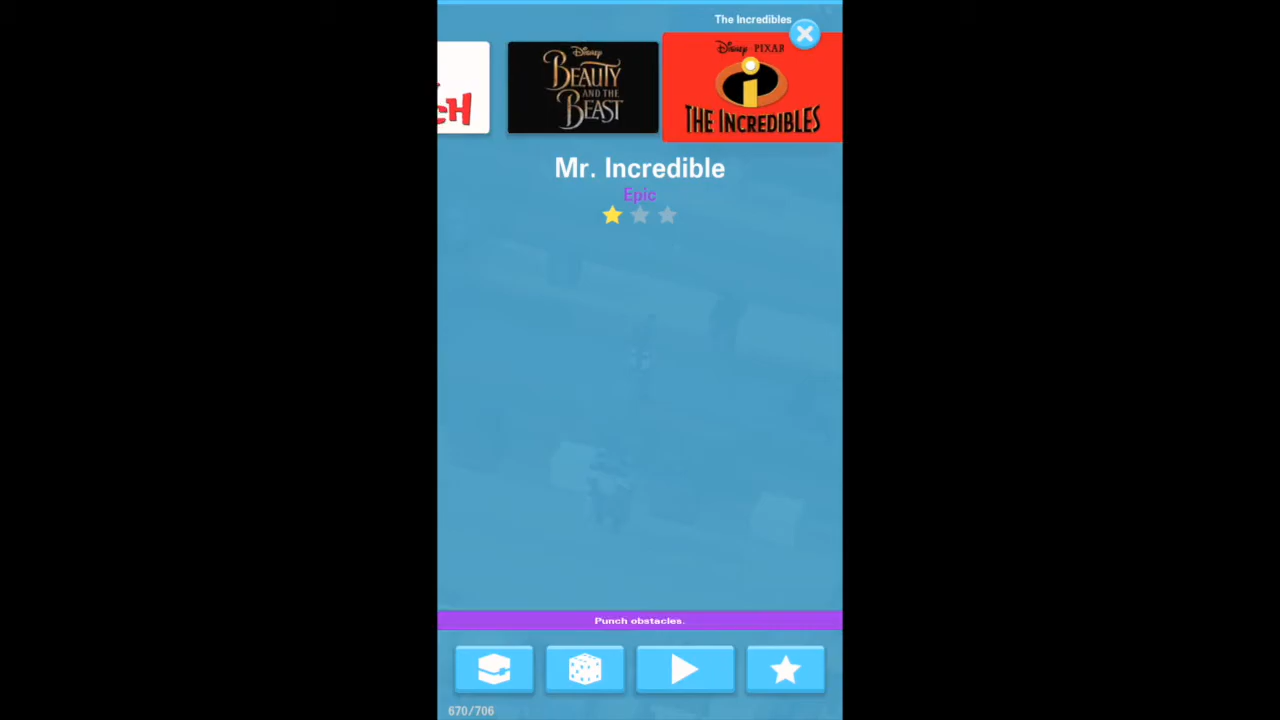 The Incredibles
CH
Disney
BEAUTY
AND THE
BEAST
Disney PIXAR
i
THE INCREDIBLES
Mr. Incredible
Epic
Punch obstacles.
670/706